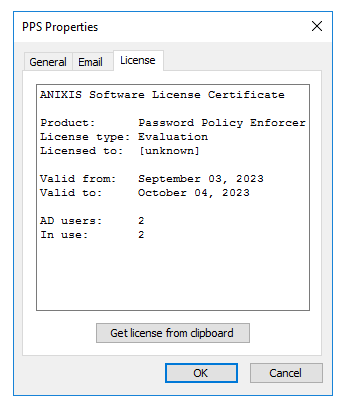 PPS Properties
General Email License
ANIXIS Software License Certificate
Product: Password Policy Enforcer
License type: Evaluation
Licensed to: [unknown]
Valid from: September 03, 2023
Valid to: October 04, 2023
AD users: 2
In use: 2
Get license from clipboard
OK Cancel